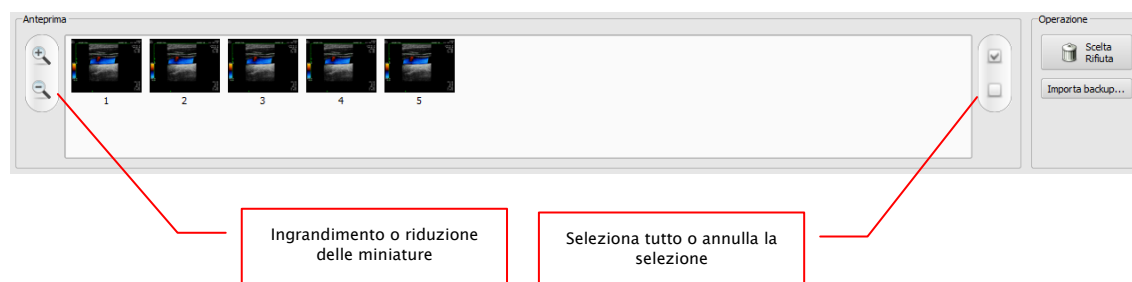 Anteprima
Operazione
Scelta
Rifiuta
Importa backup...
1 2 3 4 5
Ingrandimento o riduzione
delle miniature
Seleziona tutto o annulla la
selezione